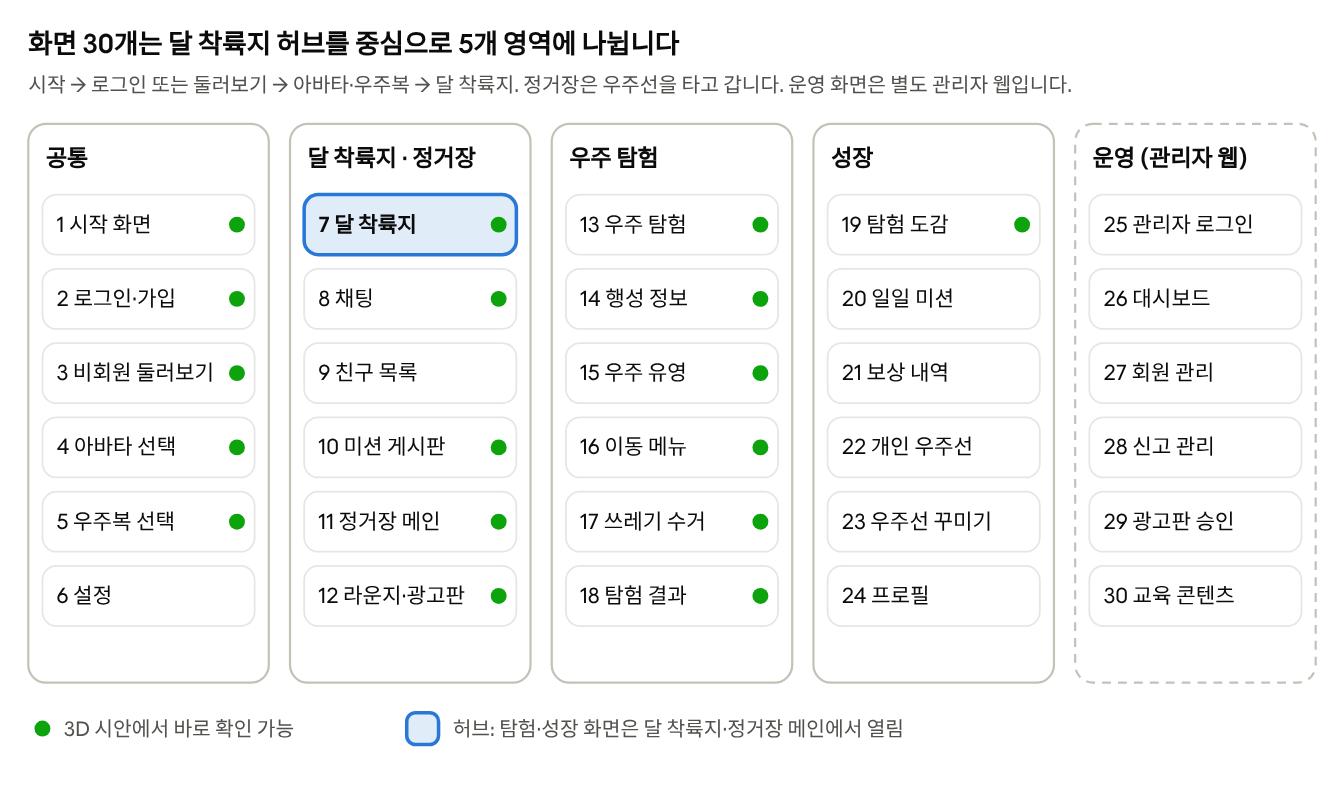 화면 30개는 달 착륙지 허브를 중심으로 5개 영역에 나뉩니다
시작 → 로그인 또는 둘러보기 → 아바타·우주복 → 달 착륙지. 정거장은 우주선을 타고 갑니다. 운영 화면은 별도 관리자 웹입니다.
공통
1 시작 화면
2 로그인·가입
3 비회원 둘러보기
4 아바타 선택
5 우주복 선택
6 설정
달 착륙지 · 정거장
7 달 착륙지
8 채팅
9 친구 목록
10 미션 게시판
11 정거장 메인
12 라운지·광고판
우주 탐험
13 우주 탐험
14 행성 정보
15 우주 유영
16 이동 메뉴
17 쓰레기 수거
18 탐험 결과
성장
19 탐험 도감
20 일일 미션
21 보상 내역
22 개인 우주선
23 우주선 꾸미기
24 프로필
운영 (관리자 웹)
25 관리자 로그인
26 대시보드
27 회원 관리
28 신고 관리
29 광고판 승인
30 교육 콘텐츠
3D 시안에서 바로 확인 가능
허브: 탐험·성장 화면은 달 착륙지·정거장 메인에서 열림